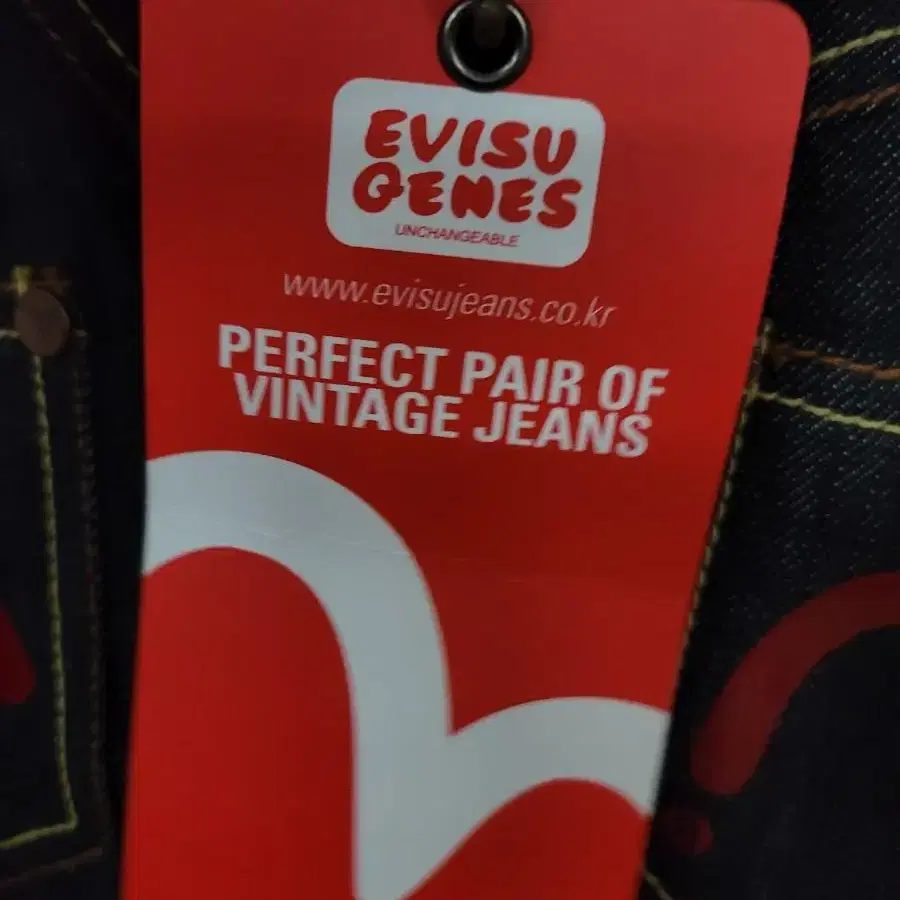 EVISU
GENES
UNCHANGEABLE
www.evisujeans.co.kr
PERFECT PAIR OF
VINTAGE JEANS